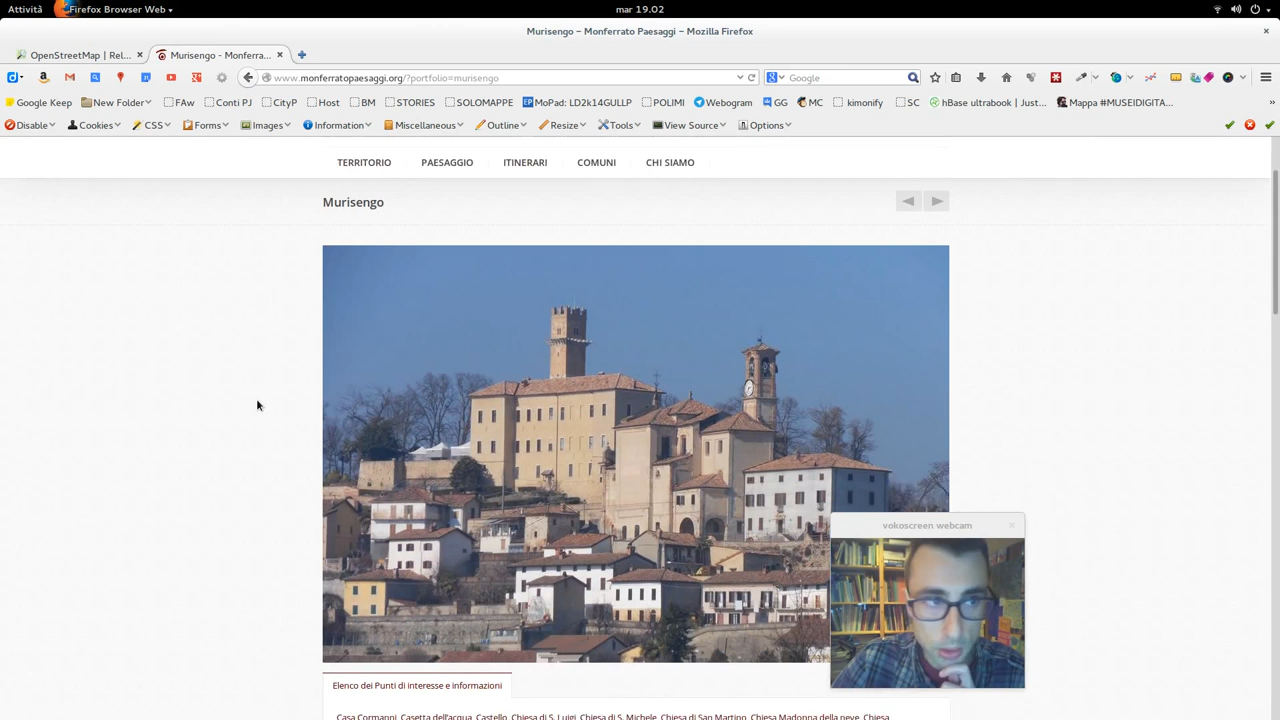 Attività Firefox Browser Web mar 19.02
Murisengo – Monferrato Paesaggi – Mozilla Firefox
OpenStreetMap | Rel... × Murisengo - Monferra... ×
www.monferratopaesaggi.org/?portfolio=murisengo Google
Google Keep New Folder FAw Conti PJ CityP Host BM STORIES SOLOMAPPE MoPad: LD2k14GULLP POLIMI Webogram GG MC kimonify SC hBase ultrabook | Just... Mappa #MUSEIDIGITA...
Disable Cookies CSS Forms Images Information Miscellaneous Outline Resize Tools View Source Options
TERRITORIO PAESAGGIO ITINERARI COMUNI CHI SIAMO
Murisengo
vokoscreen webcam
Elenco dei Punti di interesse e informazioni
Casa Cormanni, Casetta dell'acqua, Castello, Chiesa di S. Luigi, Chiesa di S. Michele, Chiesa di San Martino, Chiesa Madonna della neve, Chiesa